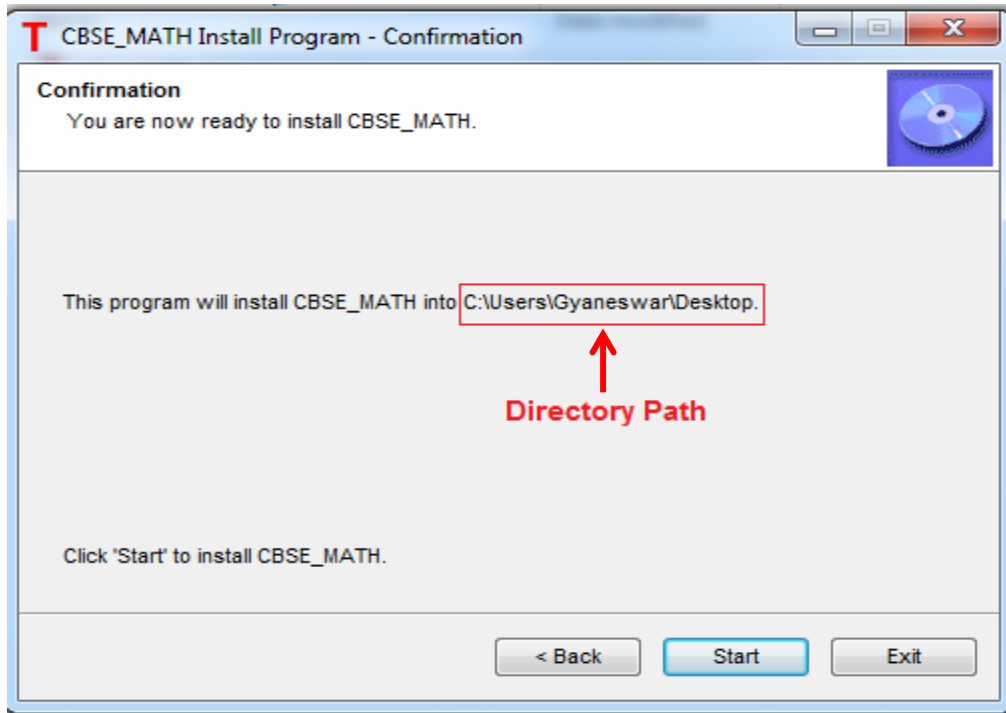 T CBSE_MATH Install Program - Confirmation
Confirmation
You are now ready to install CBSE_MATH.
This program will install CBSE_MATH into C:\Users\Gyaneswar\Desktop.
Directory Path
Click 'Start' to install CBSE_MATH.
< Back Start Exit